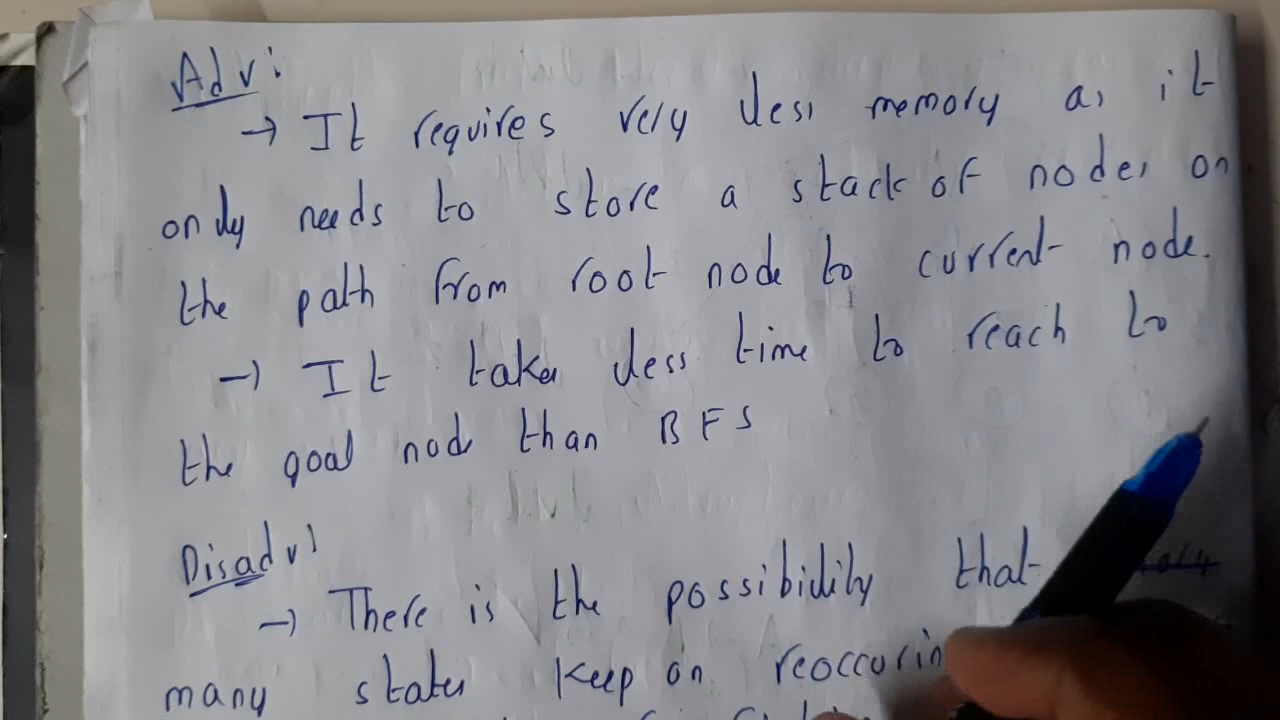 Adv:
→ It requires very less memory as it
only needs to store a stack of nodes on
the path from root node to current node.
→ It takes less time to reach to
the goal node than BFS
Disadv:
→ There is the possibility that
many states keep on reoccurin